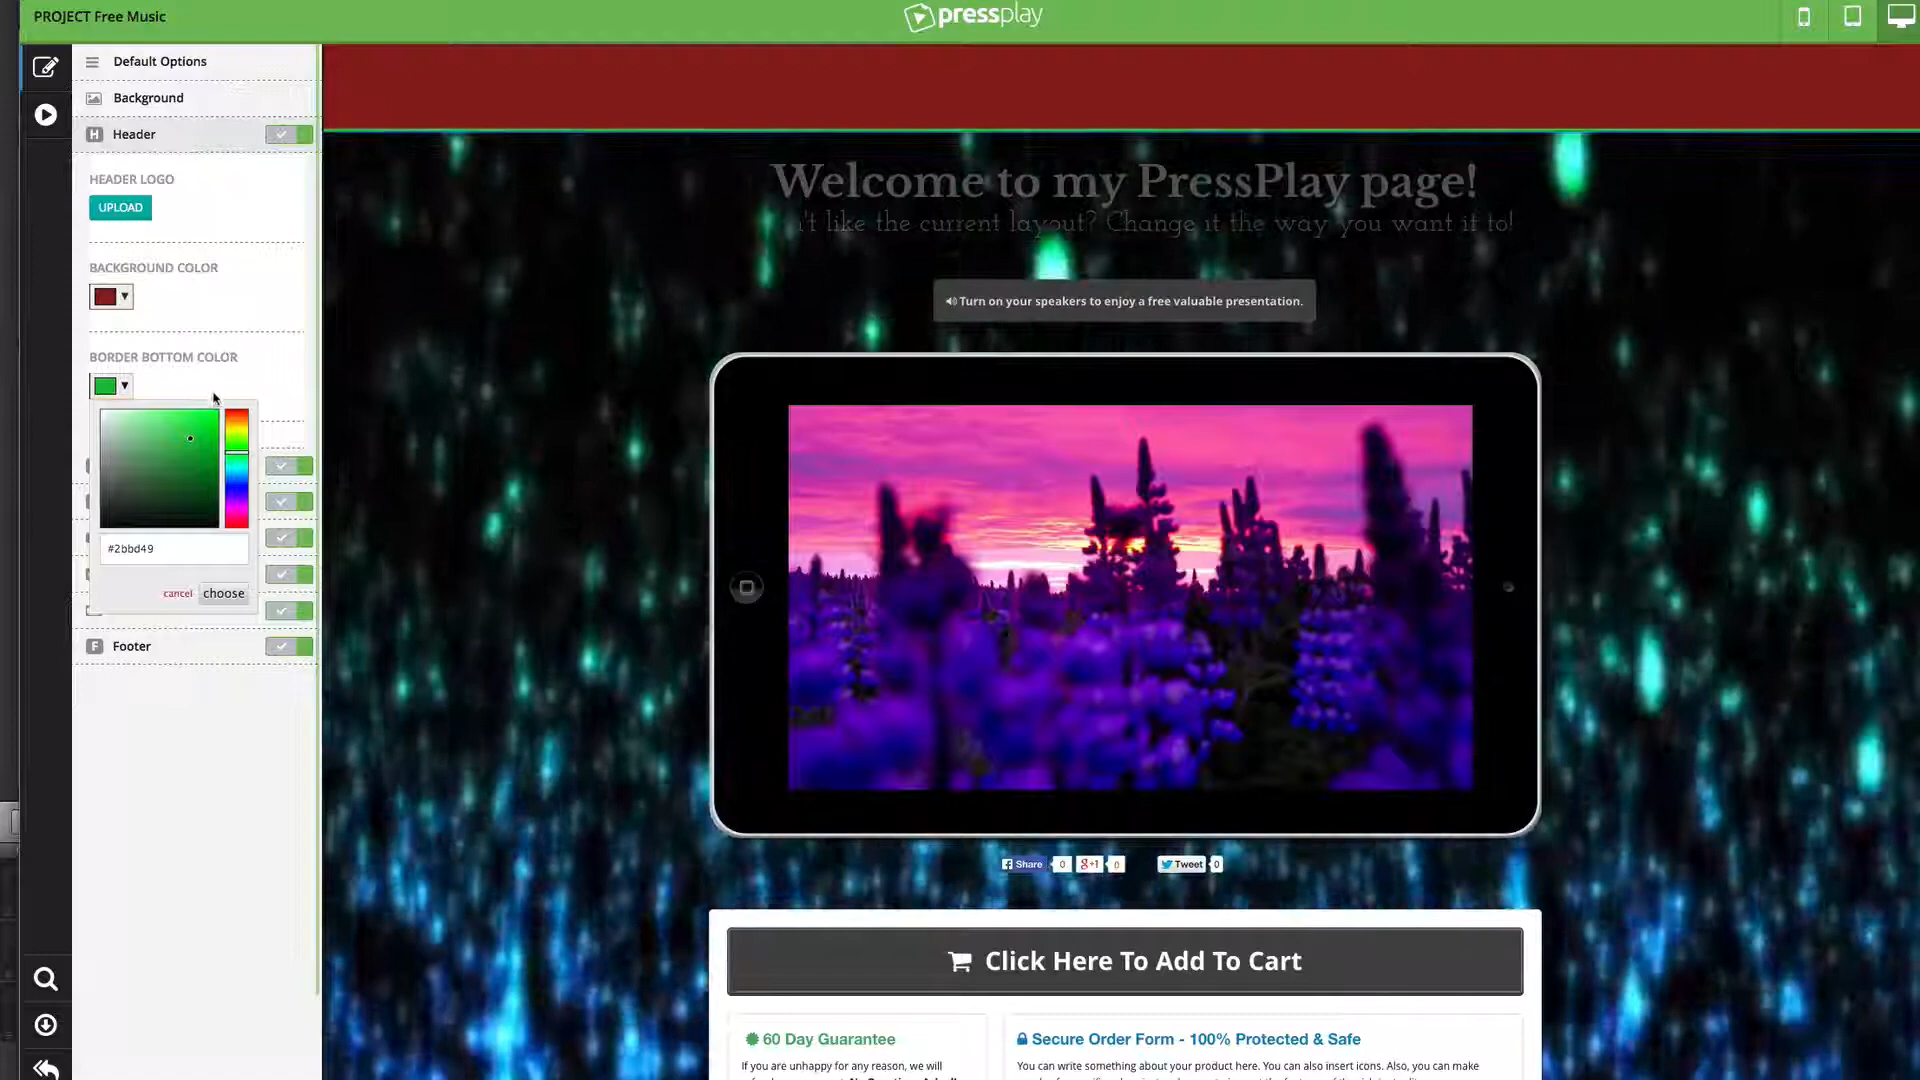 PROJECT Free Music
pressplay
Default Options
Background
H Header
HEADER LOGO
UPLOAD
BACKGROUND COLOR
BORDER BOTTOM COLOR
#2bbd49
cancel choose
F Footer
Welcome to my PressPlay page!
't like the current layout? Change it the way you want it to!
Turn on your speakers to enjoy a free valuable presentation.
Share 0 g+1 0 Tweet 0
Click Here To Add To Cart
60 Day Guarantee
If you are unhappy for any reason, we will
Secure Order Form - 100% Protected & Safe
You can write something about your product here. You can also insert icons. Also, you can make